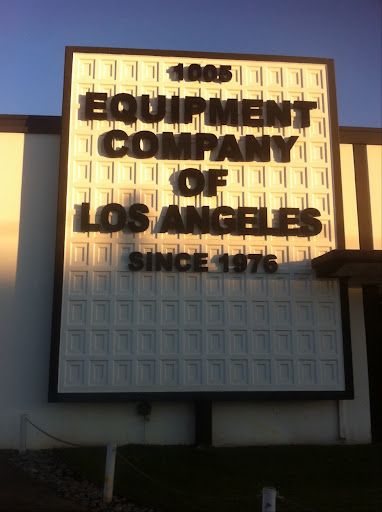 1005
EQUIPMENT
COMPANY
OF
LOS ANGELES
SINCE 1976